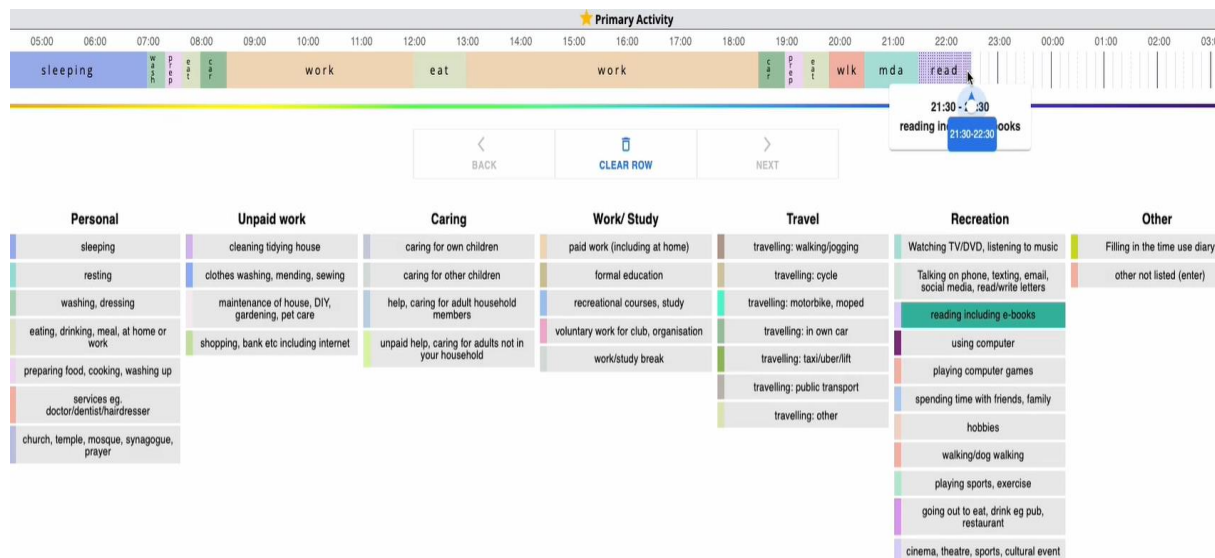 Primary Activity
05:00 06:00 07:00 08:00 09:00 10:00 11:00 12:00 13:00 14:00 15:00 16:00 17:00 18:00 19:00 20:00 21:00 22:00 23:00 00:00 01:00 02:00
sleeping wash prep eat car work eat work car prep eat wlk mda read
21:30 - :30
reading in ooks
21:30-22:30
BACK CLEAR ROW NEXT
Personal
sleeping
resting
washing, dressing
eating, drinking, meal, at home or
work
preparing food, cooking, washing up
services eg.
doctor/dentist/hairdresser
church, temple, mosque, synagogue,
prayer
Unpaid work
cleaning tidying house
clothes washing, mending, sewing
maintenance of house, DIY,
gardening, pet care
shopping, bank etc including internet
Caring
caring for own children
caring for other children
help, caring for adult household
members
unpaid help, caring for adults not in
your household
Work/ Study
paid work (including at home)
formal education
recreational courses, study
voluntary work for club, organisation
work/study break
Travel
travelling: walking/jogging
travelling: cycle
travelling: motorbike, moped
travelling: in own car
travelling: taxi/uber/lift
travelling: public transport
travelling: other
Recreation
Watching TV/DVD, listening to music
Talking on phone, texting, email,
social media, read/write letters
reading including e-books
using computer
playing computer games
spending time with friends, family
hobbies
walking/dog walking
playing sports, exercise
going out to eat, drink eg pub,
restaurant
cinema, theatre, sports, cultural event
Other
Filling in the time use diary
other not listed (enter)